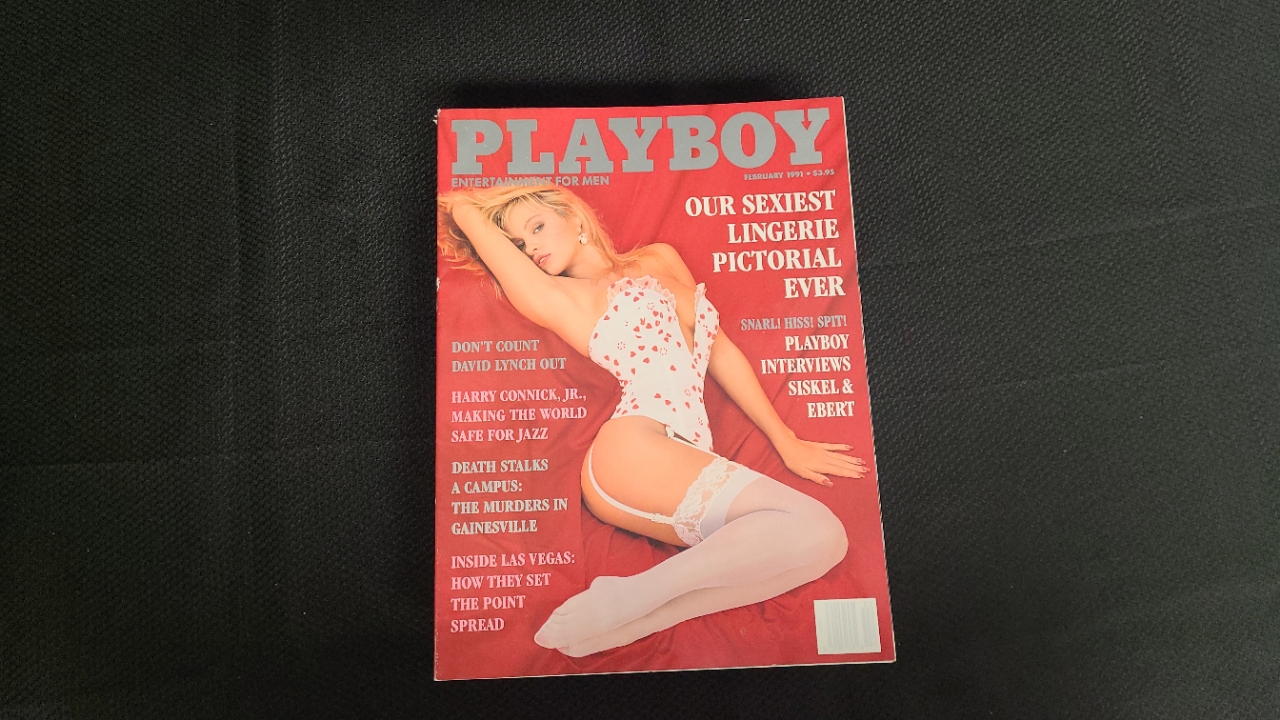 PLAYBOY
ENTERTAINMENT FOR MEN
FEBRUARY 1991 • $3.95
OUR SEXIEST
LINGERIE
PICTORIAL
EVER
SNARL! HISS! SPIT!
PLAYBOY
INTERVIEWS
SISKEL &
EBERT
DON'T COUNT
DAVID LYNCH OUT
HARRY CONNICK, JR.,
MAKING THE WORLD
SAFE FOR JAZZ
DEATH STALKS
A CAMPUS:
THE MURDERS IN
GAINESVILLE
INSIDE LAS VEGAS:
HOW THEY SET
THE POINT
SPREAD